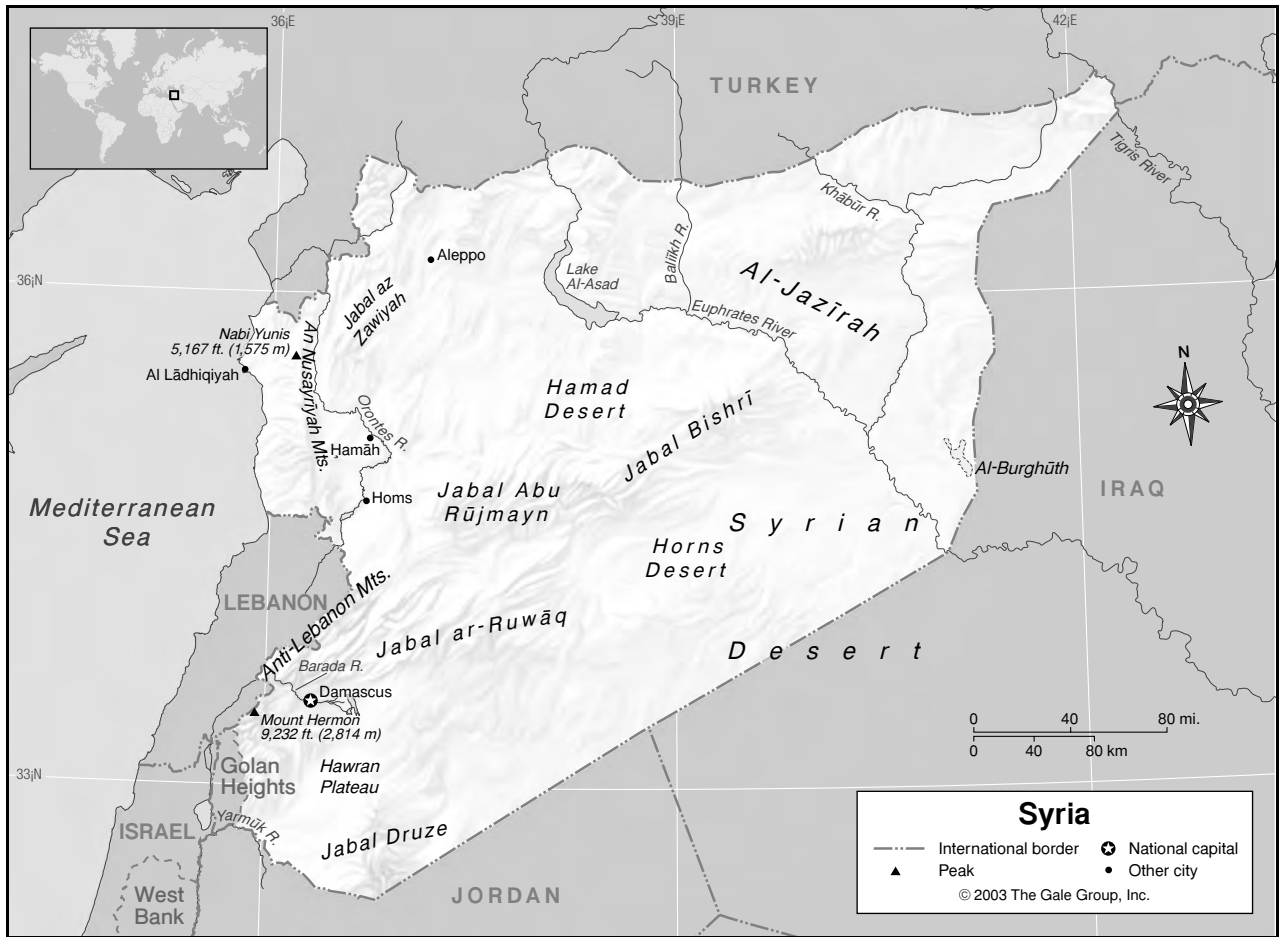 36¡E
39¡E
42¡E
TURKEY
Tigris River
Khābūr R.
Balīkh R.
Aleppo
Lake
Al-Asad
Al-Jazīrah
36¡N
Jabal az
Zawiyah
Euphrates River
Nabi Yunis
5,167 ft. (1,575 m)
An Nusayrīyah Mts.
Al Lādhiqiyah
N
Hamad
Desert
Jabal Bishrī
Orontes R.
Ḥamāh
Al-Burghūth
Homs
Jabal Abu
Rūjmayn
IRAQ
Mediterranean
Sea
Syrian
Horns
Desert
LEBANON
Anti-Lebanon Mts.
Jabal ar-Ruwāq
Desert
Barada R.
Damascus
Mount Hermon
9,232 ft. (2,814 m)
0 40 80 mi.
0 40 80 km
33¡N
Golan
Heights
Hawran
Plateau
Yarmūk R.
ISRAEL
Jabal Druze
West
Bank
JORDAN
Syria
International border
National capital
Peak
Other city
© 2003 The Gale Group, Inc.